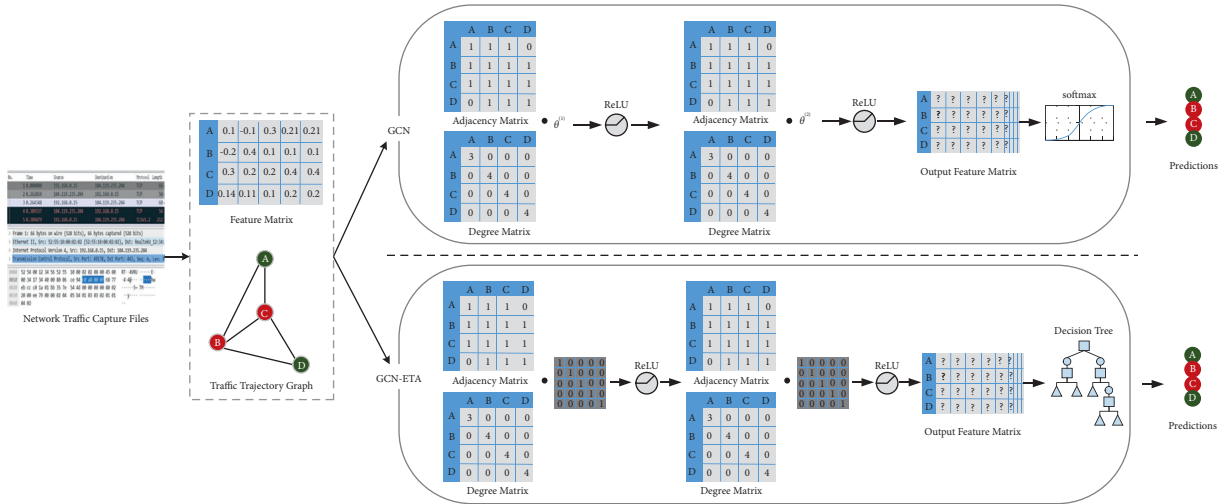 No. Time Source Destination Protocol Length
Network Traffic Capture Files
A 0.1 -0.1 0.3 0.21 0.21
B -0.2 0.4 0.1 0.1 0.1
C 0.3 0.2 0.2 0.4 0.4
D 0.14 0.11 0.1 0.2 0.2
Feature Matrix
A
C
B
D
Traffic Trajectory Graph
GCN
A B C D
A 1 1 1 0
B 1 1 1 1
C 1 1 1 1
D 0 1 1 1
Adjacency Matrix
A B C D
A 3 0 0 0
B 0 4 0 0
C 0 0 4 0
D 0 0 0 4
Degree Matrix
θ(1)
ReLU
A B C D
A 1 1 1 0
B 1 1 1 1
C 1 1 1 1
D 0 1 1 1
Adjacency Matrix
A B C D
A 3 0 0 0
B 0 4 0 0
C 0 0 4 0
D 0 0 0 4
Degree Matrix
θ(2)
ReLU
A ? ? ? ? ? ?
B ? ? ? ? ? ?
C ? ? ? ? ? ?
D ? ? ? ? ? ?
Output Feature Matrix
softmax
A
B
C
D
Predictions
GCN-ETA
A B C D
A 1 1 1 0
B 1 1 1 1
C 1 1 1 1
D 0 1 1 1
Adjacency Matrix
A B C D
A 3 0 0 0
B 0 4 0 0
C 0 0 4 0
D 0 0 0 4
Degree Matrix
1 0 0 0 0
0 1 0 0 0
0 0 1 0 0
0 0 0 1 0
0 0 0 0 1
ReLU
A B C D
A 1 1 1 0
B 1 1 1 1
C 1 1 1 1
D 0 1 1 1
Adjacency Matrix
A B C D
A 3 0 0 0
B 0 4 0 0
C 0 0 4 0
D 0 0 0 4
Degree Matrix
1 0 0 0 0
0 1 0 0 0
0 0 1 0 0
0 0 0 1 0
0 0 0 0 1
ReLU
A ? ? ? ? ? ?
B ? ? ? ? ? ?
C ? ? ? ? ? ?
D ? ? ? ? ? ?
Output Feature Matrix
Decision Tree
A
B
C
D
Predictions